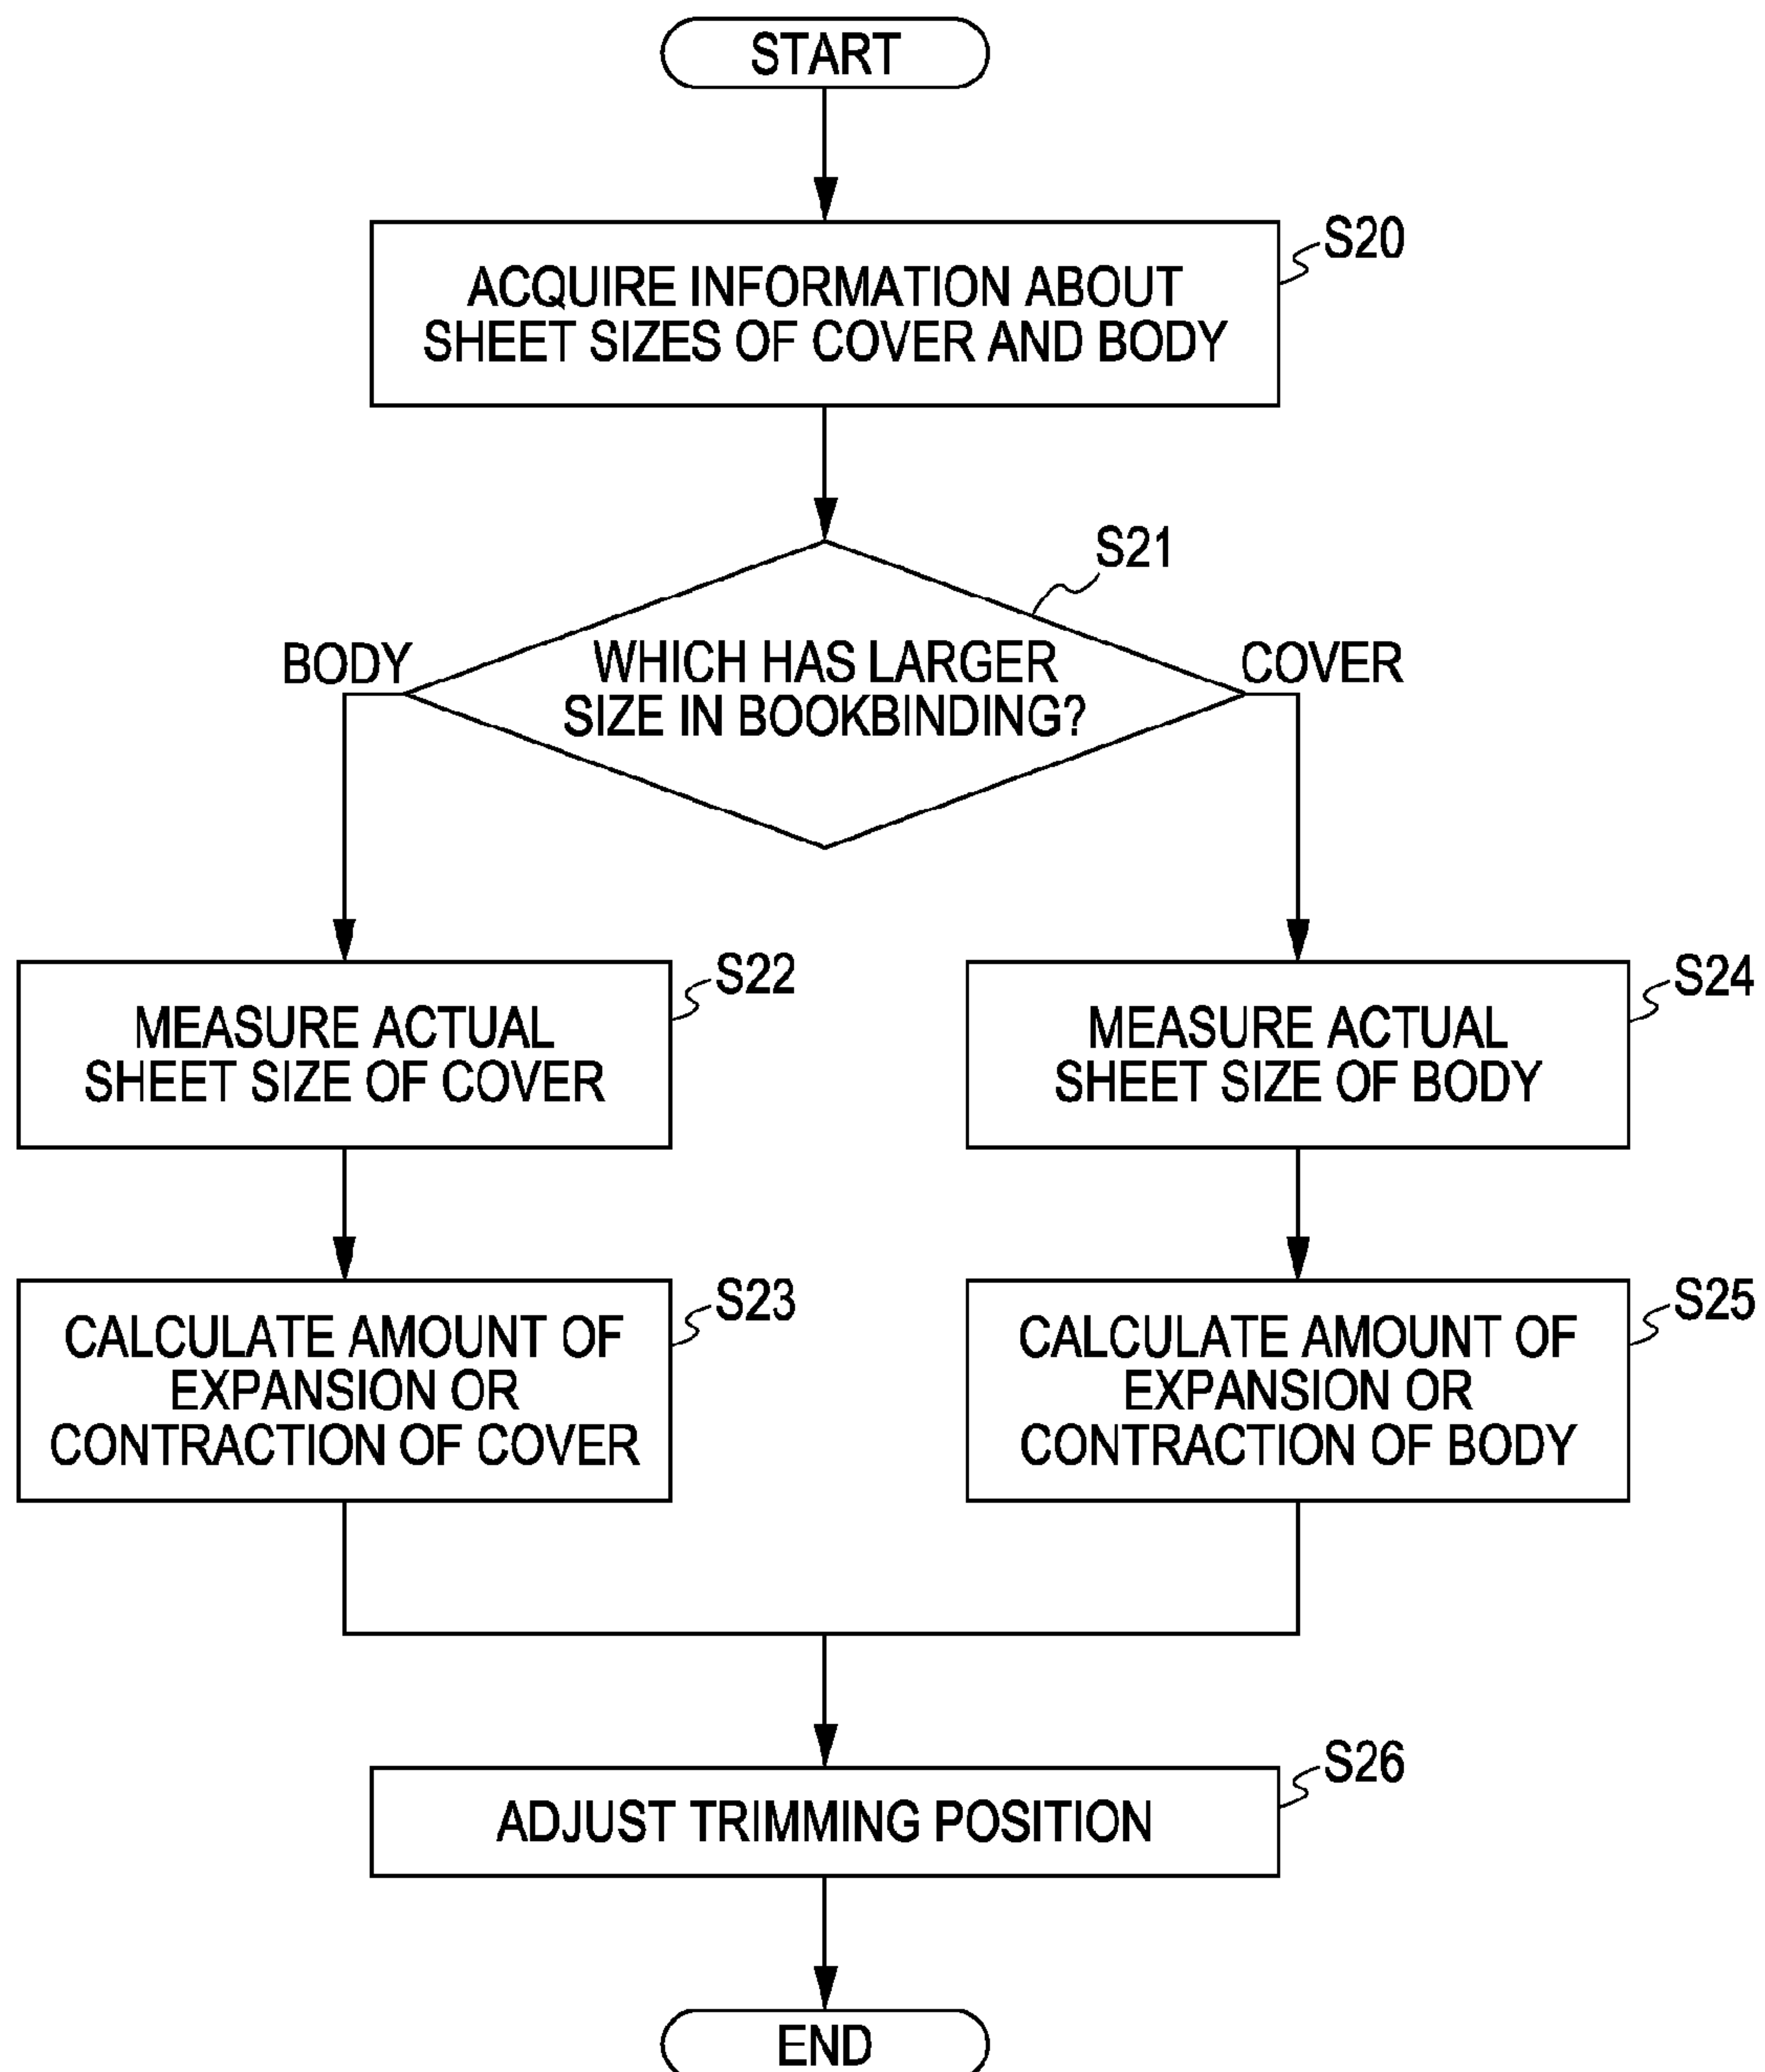 START
S20
ACQUIRE INFORMATION ABOUT
SHEET SIZES OF COVER AND BODY
S21
BODY
WHICH HAS LARGER
SIZE IN BOOKBINDING?
COVER
S22
MEASURE ACTUAL
SHEET SIZE OF COVER
S24
MEASURE ACTUAL
SHEET SIZE OF BODY
S23
CALCULATE AMOUNT OF
EXPANSION OR
CONTRACTION OF COVER
S25
CALCULATE AMOUNT OF
EXPANSION OR
CONTRACTION OF BODY
S26
ADJUST TRIMMING POSITION
END